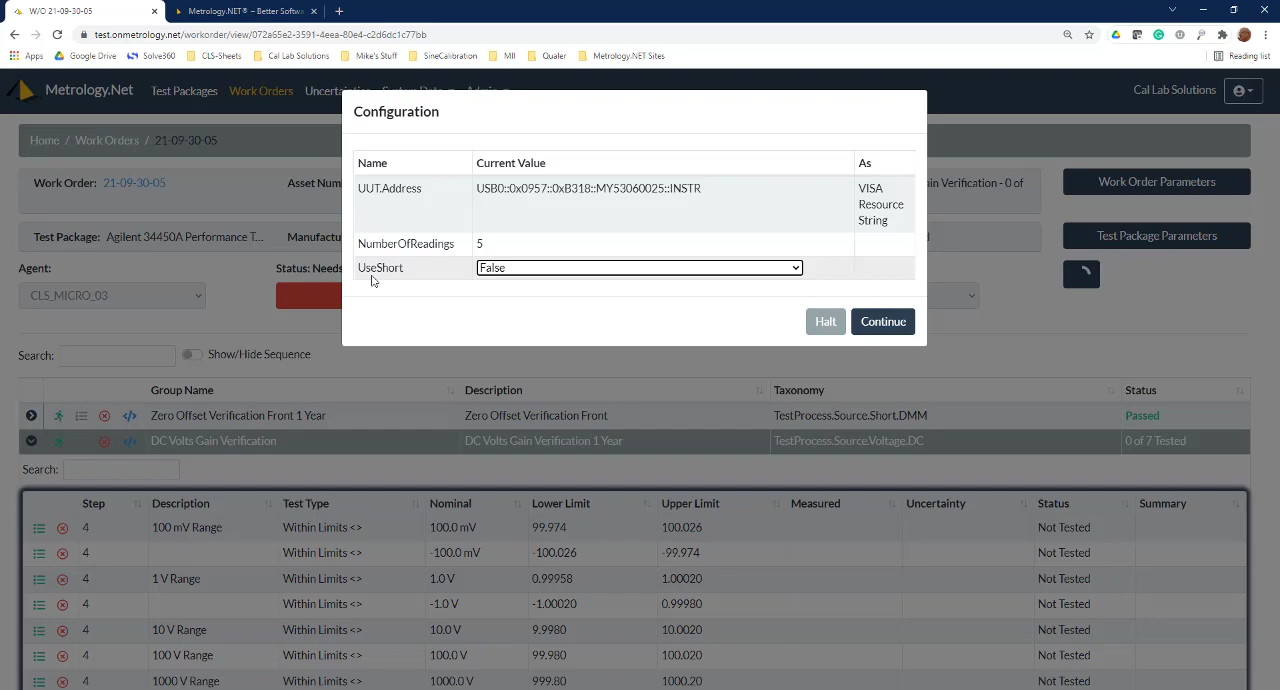 W/O 21-09-30-05
Metrology.NET® – Better Softwa
test.onmetrology.net/workorder/view/072a65e2-3591-4eea-80e4-c2d6dc1c77bb
Apps Google Drive Solve360 CLS-Sheets Cal Lab Solutions Mike's Stuff SineCalibration MII Qualer Metrology.NET Sites Reading list
Metrology.Net Test Packages Work Orders Cal Lab Solutions
Configuration
Home / Work Orders / 21-09-30-05
Name Current Value As
Work Order: 21-09-30-05 Asset Num
UUT.Address USB0::0x0957::0xB318::MY53060025::INSTR VISA Resource String
in Verification - 0 of
Work Order Parameters
Test Package: Agilent 34450A Performance T... Manufactu
Test Package Parameters
NumberOfReadings 5
Agent: Status: Needs
UseShort False
CLS_MICRO_03
Halt Continue
Search: Show/Hide Sequence
Group Name Description Taxonomy Status
Zero Offset Verification Front 1 Year Zero Offset Verification Front TestProcess.Source.Short.DMM Passed
DC Volts Gain Verification DC Volts Gain Verification 1 Year TestProcess.Source.Voltage.DC 0 of 7 Tested
Search:
Step Description Test Type Nominal Lower Limit Upper Limit Measured Uncertainty Status Summary
4 100 mV Range Within Limits <> 100.0 mV 99.974 100.026 Not Tested
4 Within Limits <> -100.0 mV -100.026 -99.974 Not Tested
4 1 V Range Within Limits <> 1.0 V 0.99958 1.00020 Not Tested
4 Within Limits <> -1.0 V -1.00020 0.99980 Not Tested
4 10 V Range Within Limits <> 10.0 V 9.9980 10.0020 Not Tested
4 100 V Range Within Limits <> 100.0 V 99.980 100.020 Not Tested
4 1000 V Range Within Limits <> 1000.0 V 999.80 1000.20 Not Tested